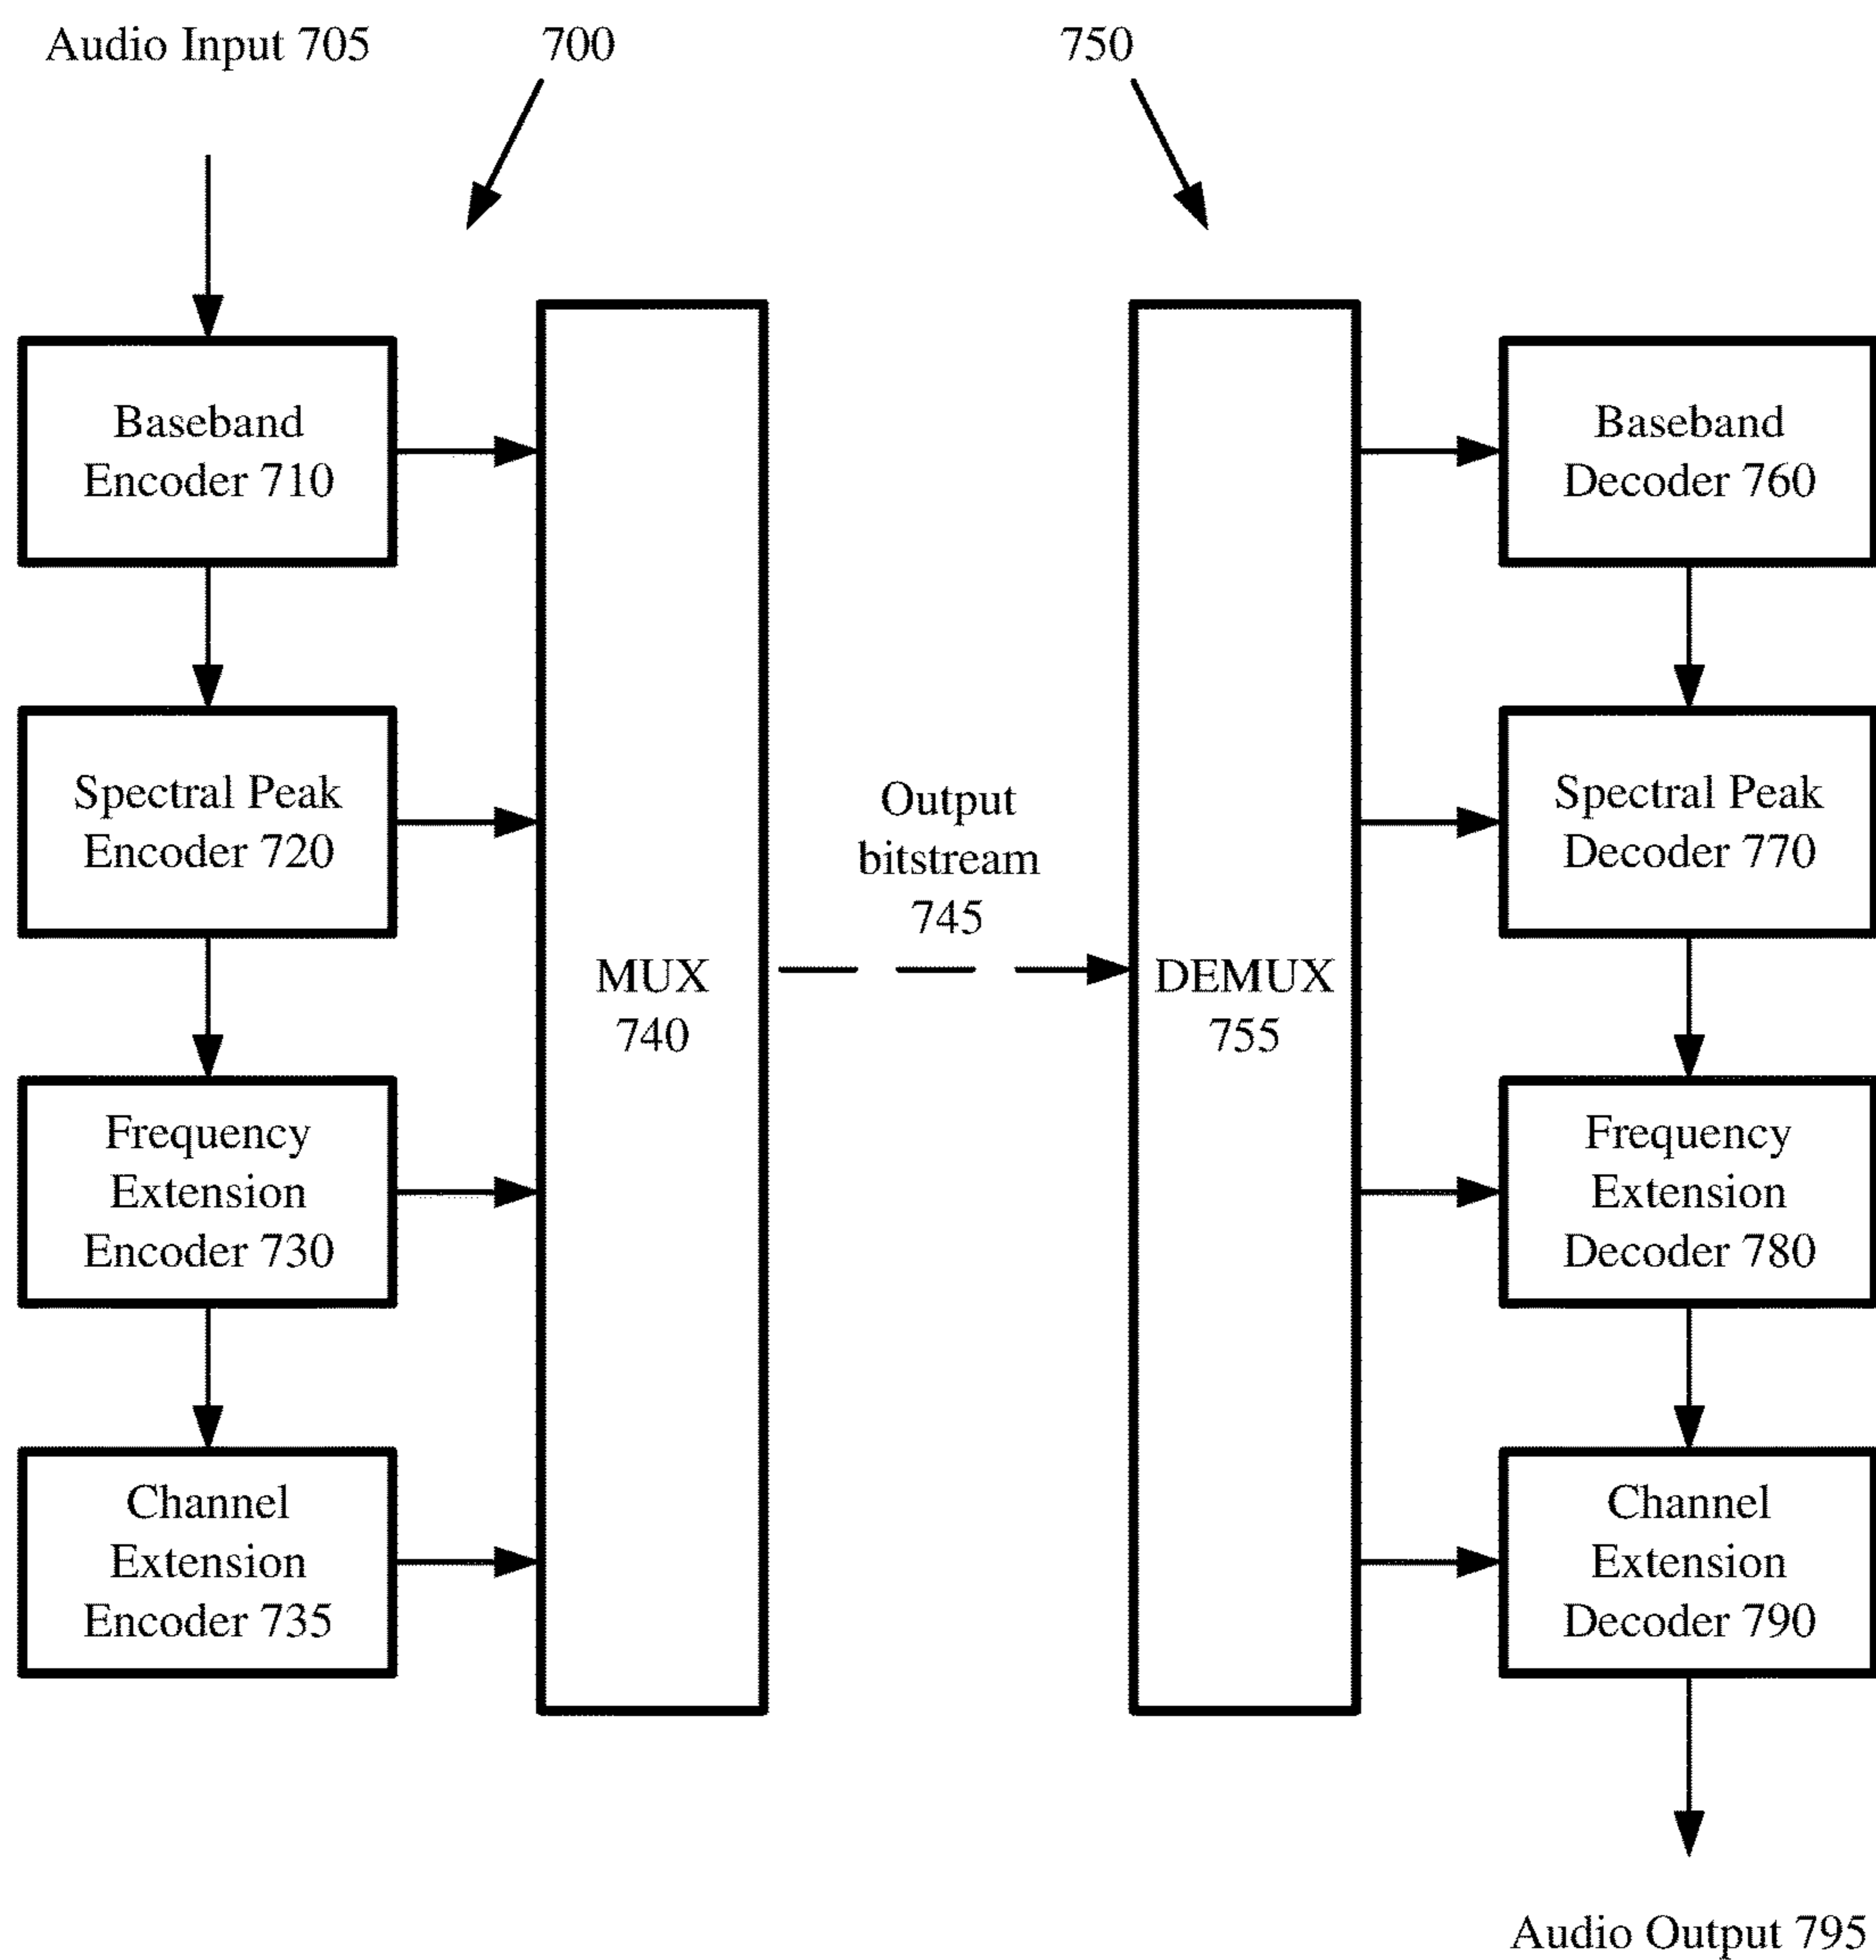 Audio Input 705
700
750
Baseband
Encoder 710
Spectral Peak
Encoder 720
Frequency
Extension
Encoder 730
Channel
Extension
Encoder 735
MUX
740
Output
bitstream
745
DEMUX
755
Baseband
Decoder 760
Spectral Peak
Decoder 770
Frequency
Extension
Decoder 780
Channel
Extension
Decoder 790
Audio Output 795